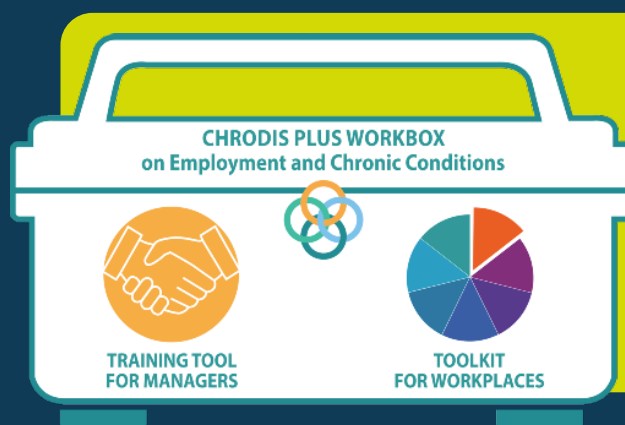 CHRODIS PLUS WORKBOX
on Employment and Chronic Conditions
TRAINING TOOL
FOR MANAGERS
TOOLKIT
FOR WORKPLACES